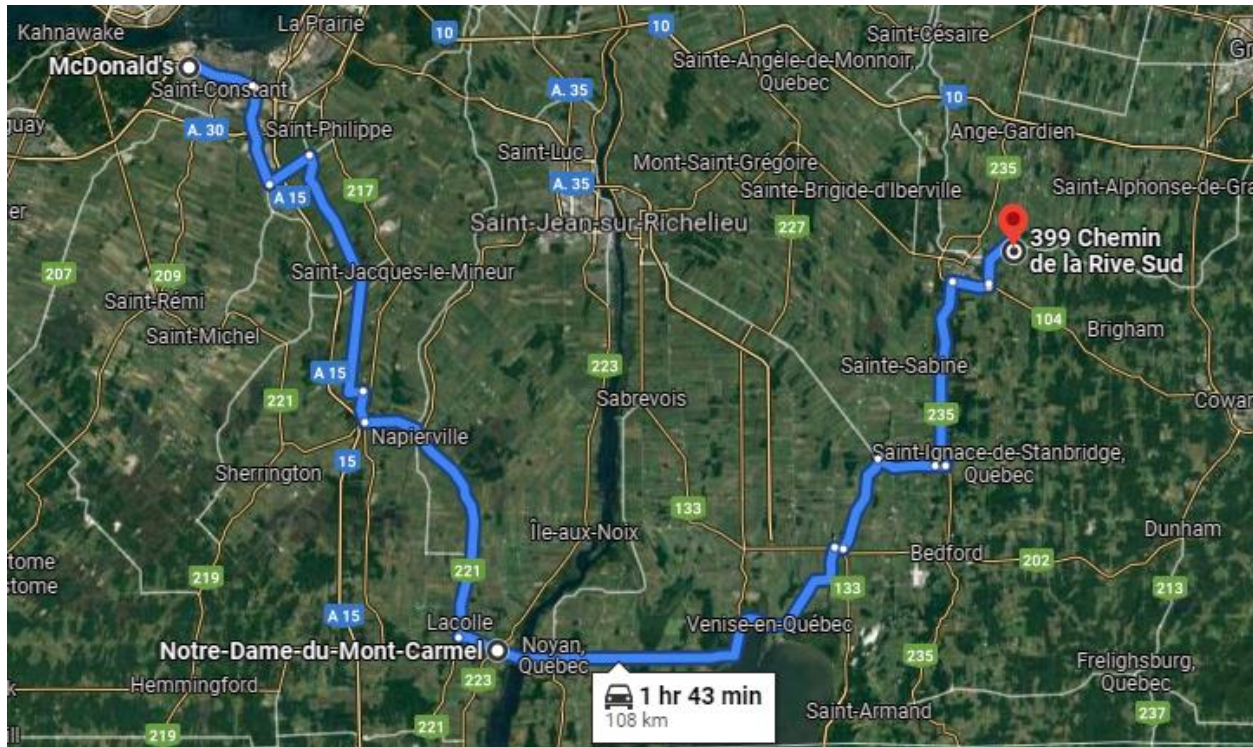 La Prairie
Kahnawake
10
10
Saint-Césaire
McDonald's
Saint-Constant
A. 35
Sainte-Angèle-de-Monnoir,
Québec
10
A. 30
Saint-Philippe
Ange-Gardien
Saint-Luc
Mont-Saint-Grégoire
235
A 15
217
A. 35
Sainte-Brigide-d'Iberville
Saint-Alphonse-de-Gra
Saint-Jean-sur-Richelieu
227
399 Chemin
de la Rive Sud
207
209
Saint-Jacques-le-Mineur
Saint-Rémi
Saint-Michel
104
Brigham
A 15
223
Sainte-Sabine
221
Sabrevois
235
Cowan
Napierville
15
Sherrington
Saint-Ignace-de-Stanbridge,
Quebec
133
Île-aux-Noix
Dunham
tome
stome
219
221
Bedford
202
133
213
A 15
Lacolle
Venise-en-Québec
Notre-Dame-du-Mont-Carmel
Noyan,
Quebec
235
Frelighsburg,
Quebec
Hemmingford
223
1 hr 43 min
108 km
Saint-Armand
237
219
221